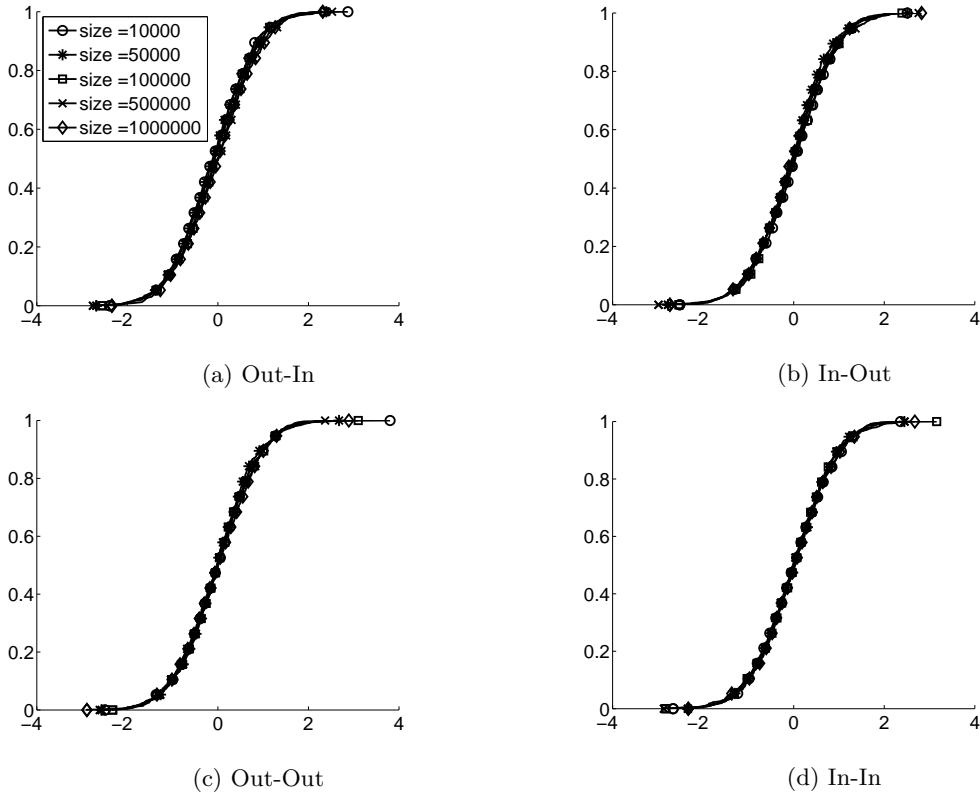 1
0.8
0.6
0.4
0.2
0
−4 −2 0 2 4
size =10000
size =50000
size =100000
size =500000
size =1000000
(a) Out-In
1
0.8
0.6
0.4
0.2
0
−4 −2 0 2 4
(b) In-Out
1
0.8
0.6
0.4
0.2
0
−4 −2 0 2 4
(c) Out-Out
1
0.8
0.6
0.4
0.2
0
−4 −2 0 2 4
(d) In-In